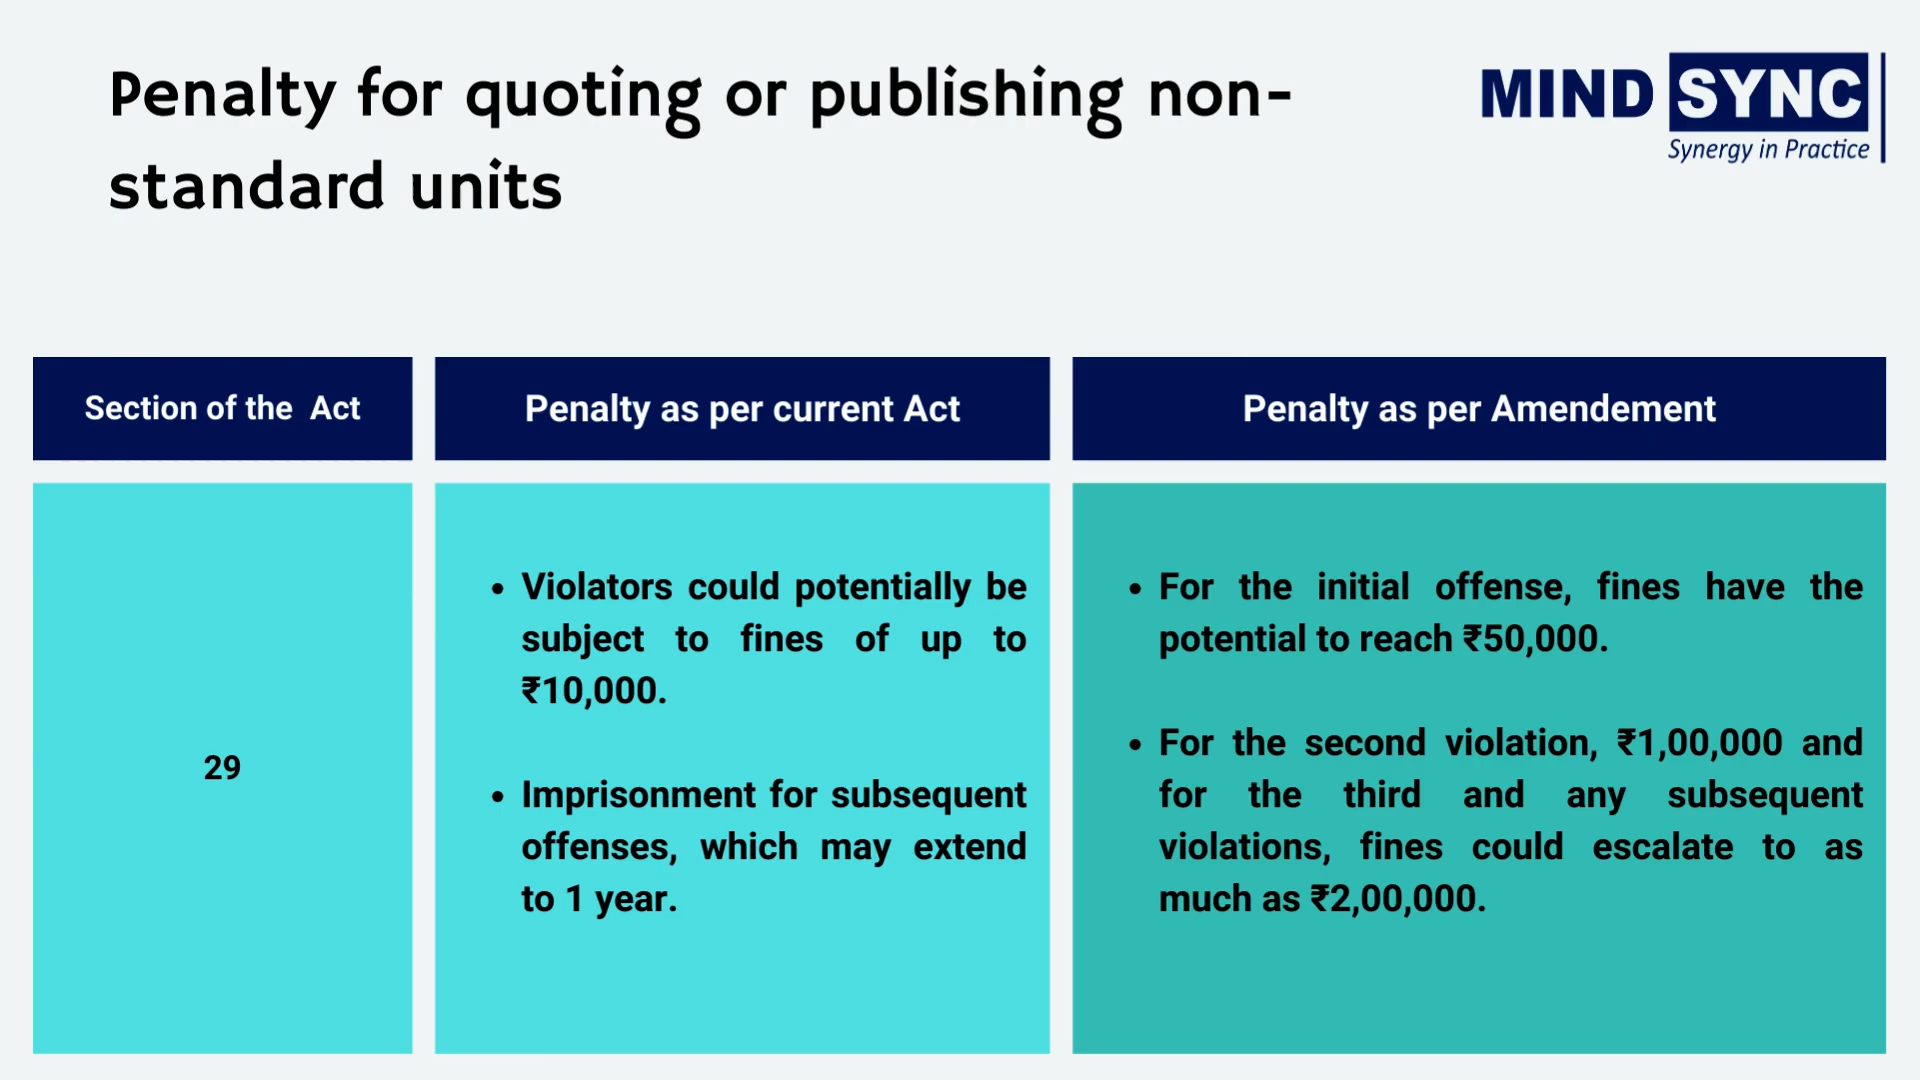 Penalty for quoting or publishing non-
standard units
MIND SYNC
Synergy in Practice
Section of the Act
Penalty as per current Act
Penalty as per Amendement
29
• Violators could potentially be
subject to fines of up to
₹10,000.
• Imprisonment for subsequent
offenses, which may extend
to 1 year.
• For the initial offense, fines have the
potential to reach ₹50,000.
• For the second violation, ₹1,00,000 and
for the third and any subsequent
violations, fines could escalate to as
much as ₹2,00,000.